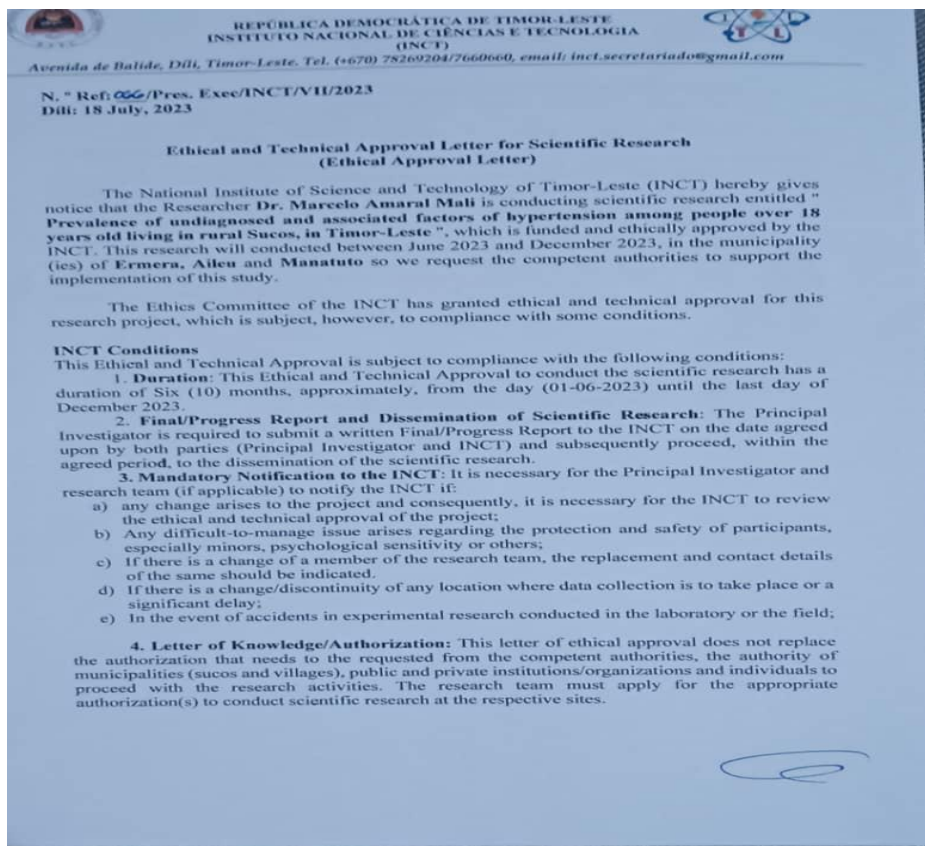 REPÚBLICA DEMOCRÁTICA DE TIMOR-LESTE
INSTITUTO NACIONAL DE CIÊNCIAS E TECNOLOGIA
(INCT)
Avenida de Balide, Díli, Timor-Leste. Tel. (+670) 78269204/7660660, email: inct.secretariado@gmail.com
N. º Ref: 066/Pres. Exec/INCT/VII/2023
Díli: 18 July, 2023
Ethical and Technical Approval Letter for Scientific Research
(Ethical Approval Letter)
The National Institute of Science and Technology of Timor-Leste (INCT) hereby gives
notice that the Researcher Dr. Marcelo Amaral Mali is conducting scientific research entitled "
Prevalence of undiagnosed and associated factors of hypertension among people over 18
years old living in rural Sucos, in Timor-Leste ", which is funded and ethically approved by the
INCT. This research will conducted between June 2023 and December 2023, in the municipality
(ies) of Ermera, Aileu and Manatuto so we request the competent authorities to support the
implementation of this study.
The Ethics Committee of the INCT has granted ethical and technical approval for this
research project, which is subject, however, to compliance with some conditions.
INCT Conditions
This Ethical and Technical Approval is subject to compliance with the following conditions:
1. Duration: This Ethical and Technical Approval to conduct the scientific research has a
duration of Six (10) months, approximately, from the day (01-06-2023) until the last day of
December 2023.
2. Final/Progress Report and Dissemination of Scientific Research: The Principal
Investigator is required to submit a written Final/Progress Report to the INCT on the date agreed
upon by both parties (Principal Investigator and INCT) and subsequently proceed, within the
agreed period, to the dissemination of the scientific research.
3. Mandatory Notification to the INCT: It is necessary for the Principal Investigator and
research team (if applicable) to notify the INCT if:
a) any change arises to the project and consequently, it is necessary for the INCT to review
the ethical and technical approval of the project;
b) Any difficult-to-manage issue arises regarding the protection and safety of participants,
especially minors, psychological sensitivity or others;
c) If there is a change of a member of the research team, the replacement and contact details
of the same should be indicated.
d) If there is a change/discontinuity of any location where data collection is to take place or a
significant delay;
e) In the event of accidents in experimental research conducted in the laboratory or the field;
4. Letter of Knowledge/Authorization: This letter of ethical approval does not replace
the authorization that needs to the requested from the competent authorities, the authority of
municipalities (sucos and villages), public and private institutions/organizations and individuals to
proceed with the research activities. The research team must apply for the appropriate
authorization(s) to conduct scientific research at the respective sites.